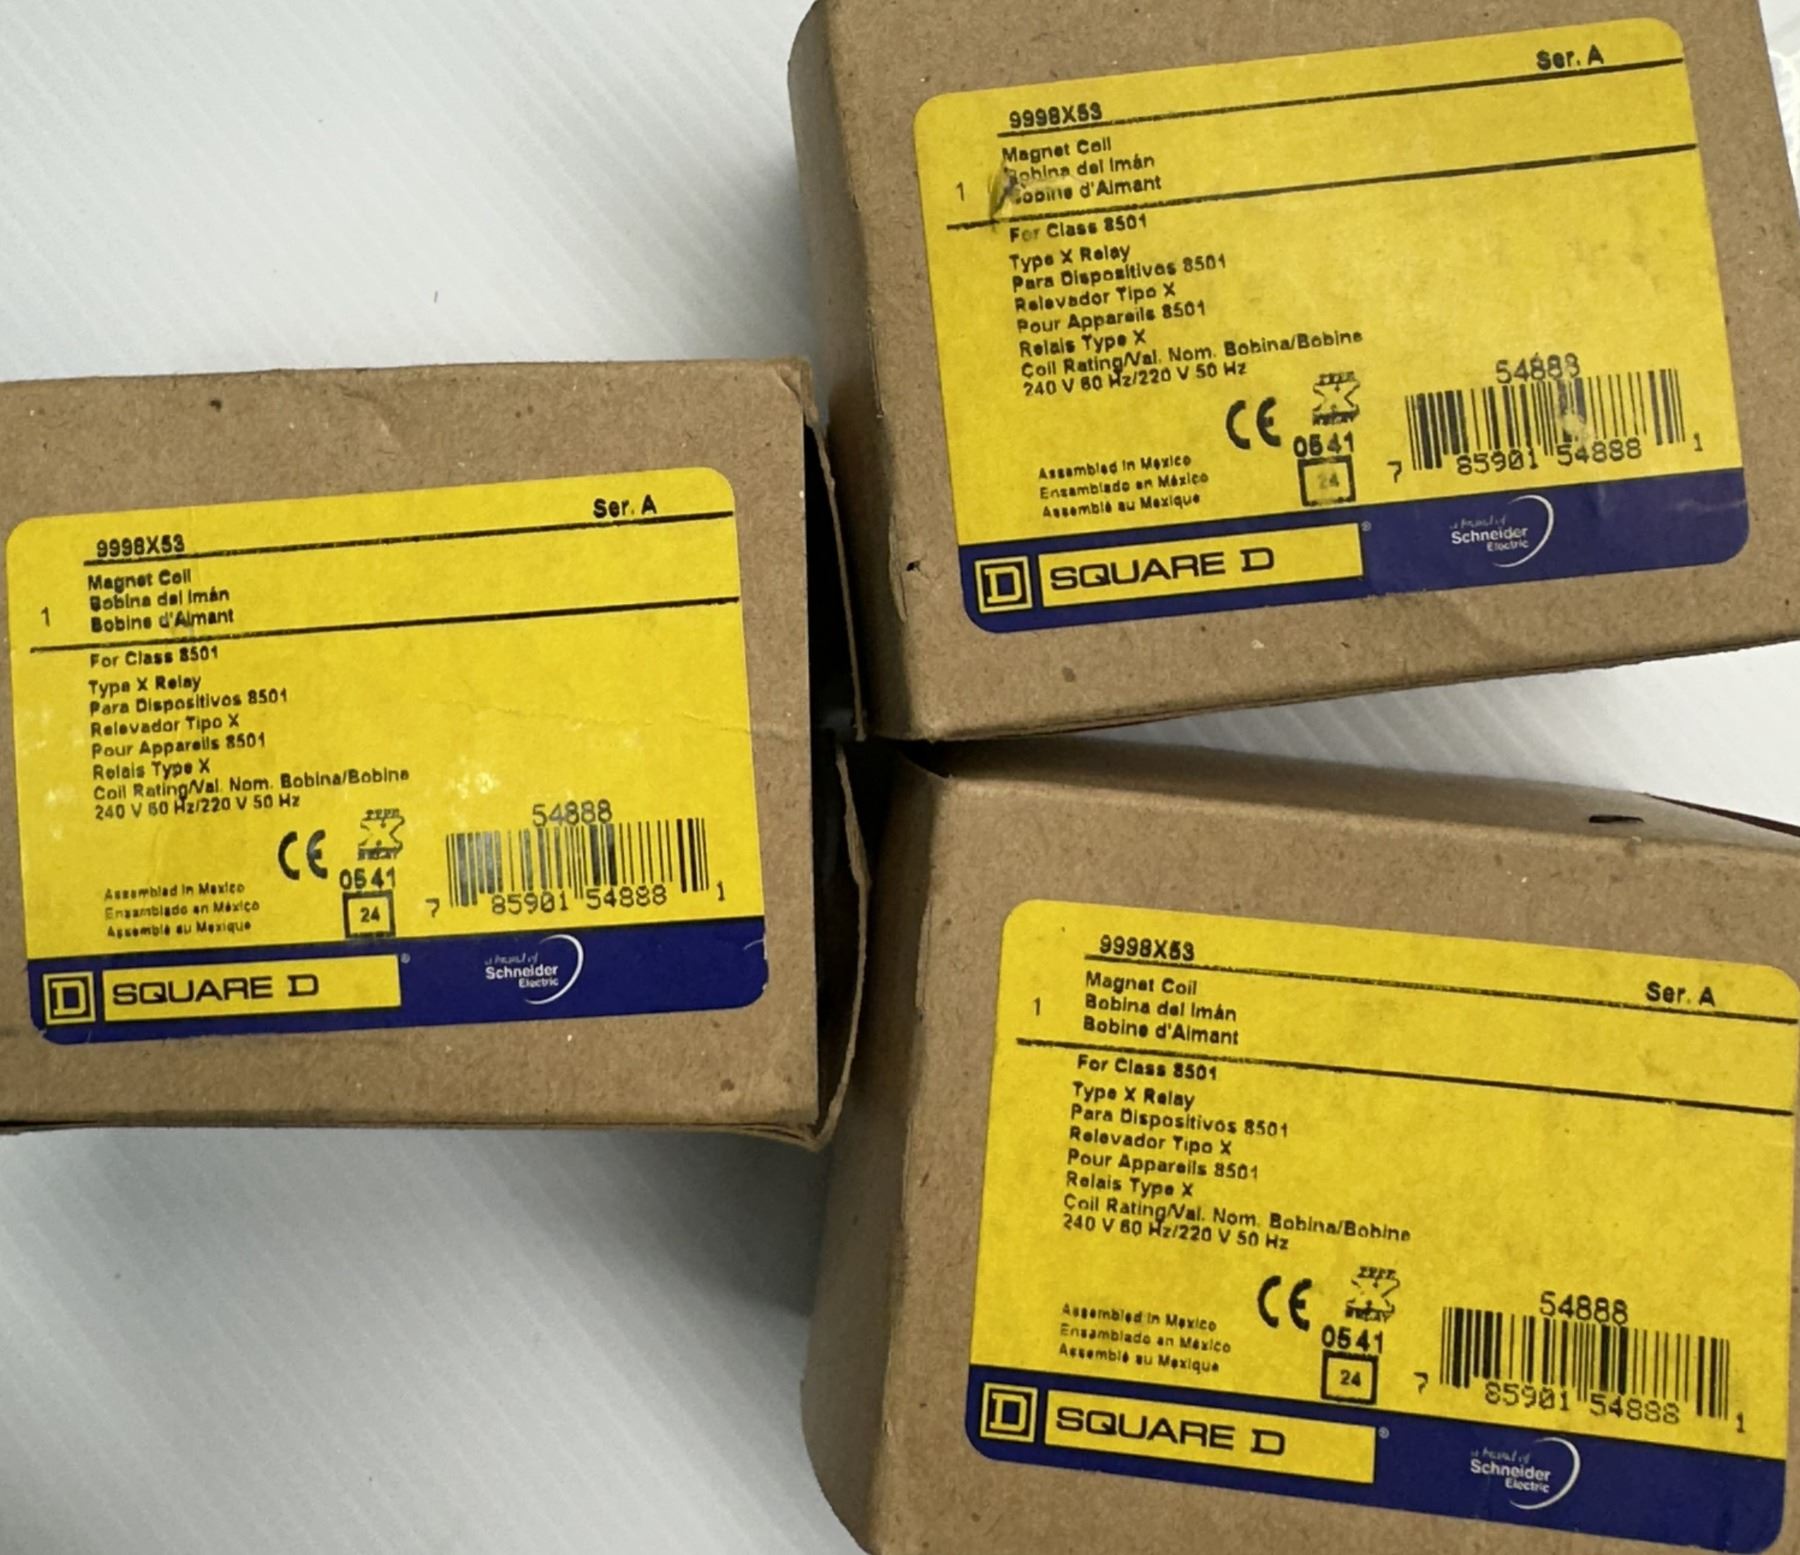 9998X53
Ser. A
1
Magnet Coil
Bobina del Imán
Bobine d'Aimant
For Class 8501
Type X Relay
Para Dispositivos 8501
Relevador Tipo X
Pour Appareils 8501
Relais Type X
Coil Rating/Val. Nom. Bobina/Bobine
240 V 60 Hz/220 V 50 Hz
CE
RELAY
0541
24
54888
7 85901 54888 1
Assembled in Mexico
Ensamblado en México
Assemblé au Mexique
D SQUARE D®
a brand of
Schneider
Electric
9998X53
Ser. A
1
Magnet Coil
Bobina del Imán
Bobine d'Aimant
For Class 8501
Type X Relay
Para Dispositivos 8501
Relevador Tipo X
Pour Appareils 8501
Relais Type X
Coil Rating/Val. Nom. Bobina/Bobine
240 V 60 Hz/220 V 50 Hz
CE
RELAY
0541
24
54888
7 85901 54888 1
Assembled in Mexico
Ensamblado en México
Assemblé au Mexique
D SQUARE D®
a brand of
Schneider
Electric
9998X53
Ser. A
1
Magnet Coil
Bobina del Imán
Bobine d'Aimant
For Class 8501
Type X Relay
Para Dispositivos 8501
Relevador Tipo X
Pour Appareils 8501
Relais Type X
Coil Rating/Val. Nom. Bobina/Bobine
240 V 60 Hz/220 V 50 Hz
CE
RELAY
0541
24
54888
7 85901 54888 1
Assembled in Mexico
Ensamblado en México
Assemblé au Mexique
D SQUARE D®
a brand of
Schneider
Electric